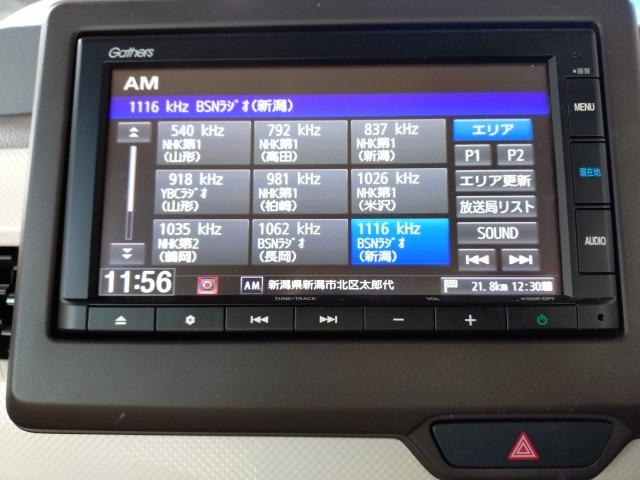 Gathers
AM
1116 kHz BSNﾗｼﾞｵ(新潟)
540 kHz
NHK第1
(山形)
792 kHz
NHK第1
(高田)
837 kHz
NHK第1
(新潟)
918 kHz
YBCﾗｼﾞｵ
(山形)
981 kHz
NHK第1
(柏崎)
1026 kHz
NHK第1
(米沢)
1035 kHz
NHK第2
(鶴岡)
1062 kHz
BSNﾗｼﾞｵ
(長岡)
1116 kHz
BSNﾗｼﾞｵ
(新潟)
エリア
P1 P2
エリア更新
放送局リスト
SOUND
11:56
AM 新潟県新潟市北区太郎代
21.8km 12:30着
画質
MENU
現在地
AUDIO
TUNE/TRACK
VOL
DISP/OFF